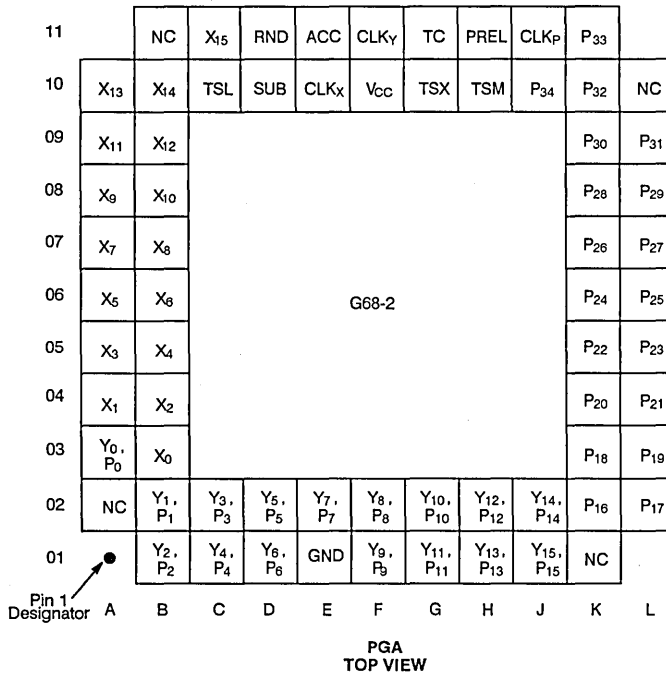 11 NC X15 RND ACC CLKY TC PREL CLKP P33
10 X13 X14 TSL SUB CLKX VCC TSX TSM P34 P32 NC
09 X11 X12 P30 P31
08 X9 X10 P28 P29
07 X7 X8 P26 P27
06 X5 X6 G68-2 P24 P25
05 X3 X4 P22 P23
04 X1 X2 P20 P21
03 Y0, P0 X0 P18 P19
02 NC Y1, P1 Y3, P3 Y5, P5 Y7, P7 Y8, P8 Y10, P10 Y12, P12 Y14, P14 P16 P17
01 Y2, P2 Y4, P4 Y6, P6 GND Y9, P9 Y11, P11 Y13, P13 Y15, P15 NC
Pin 1
Designator
A B C D E F G H J K L
PGA
TOP VIEW